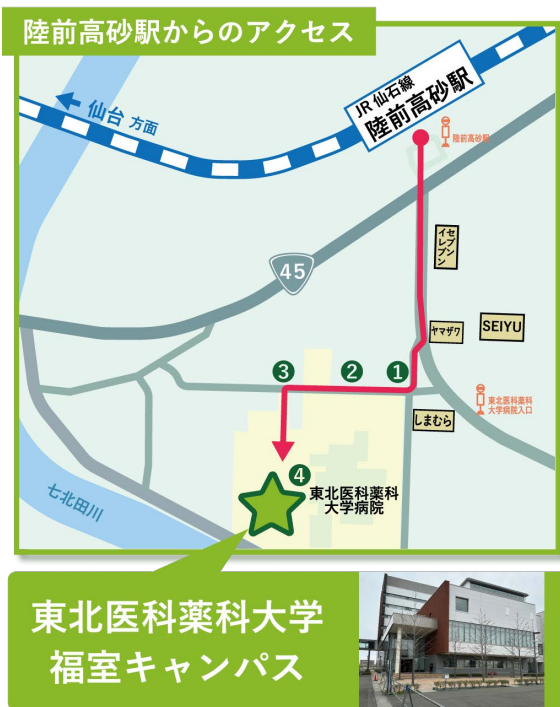 陸前高砂駅からのアクセス
JR 仙石線
陸前高砂駅
仙台 方面
陸前高砂駅
セブン
イレブン
45
ヤマザワ
SEIYU
3
2
1
東北医科薬科
大学病院入口
しまむら
4
東北医科薬科
大学病院
七北田川
東北医科薬科大学
福室キャンパス